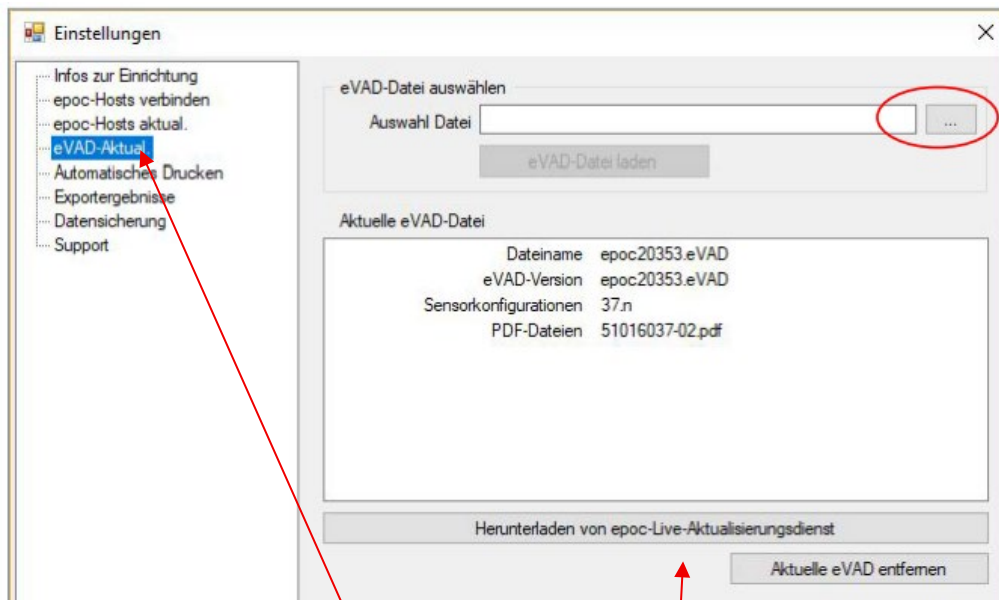 Einstellungen
Infos zur Einrichtung
epoc-Hosts verbinden
epoc-Hosts aktual.
eVAD-Aktual.
Automatisches Drucken
Exportergebnisse
Datensicherung
Support
eVAD-Datei auswählen
Auswahl Datei ...
eVAD-Datei laden
Aktuelle eVAD-Datei
Dateiname epoc20353.eVAD
eVAD-Version epoc20353.eVAD
Sensorkonfigurationen 37.n
PDF-Dateien 51016037-02.pdf
Herunterladen von epoc-Live-Aktualisierungsdienst
Aktuelle eVAD entfernen